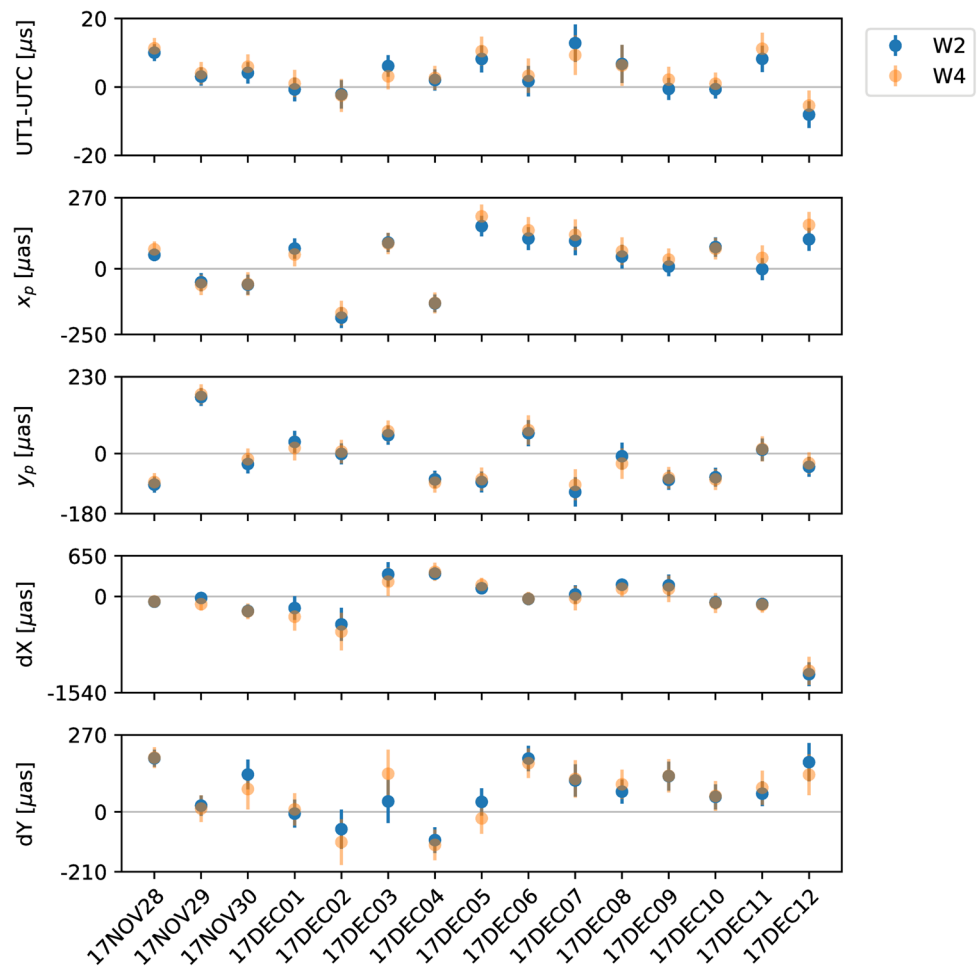 20
0
-20
UT1-UTC [μs]
W2
W4
270
0
-250
xp [μas]
230
0
-180
yp [μas]
650
0
-1540
dX [μas]
270
0
-210
dY [μas]
17NOV28
17NOV29
17NOV30
17DEC01
17DEC02
17DEC03
17DEC04
17DEC05
17DEC06
17DEC07
17DEC08
17DEC09
17DEC10
17DEC11
17DEC12